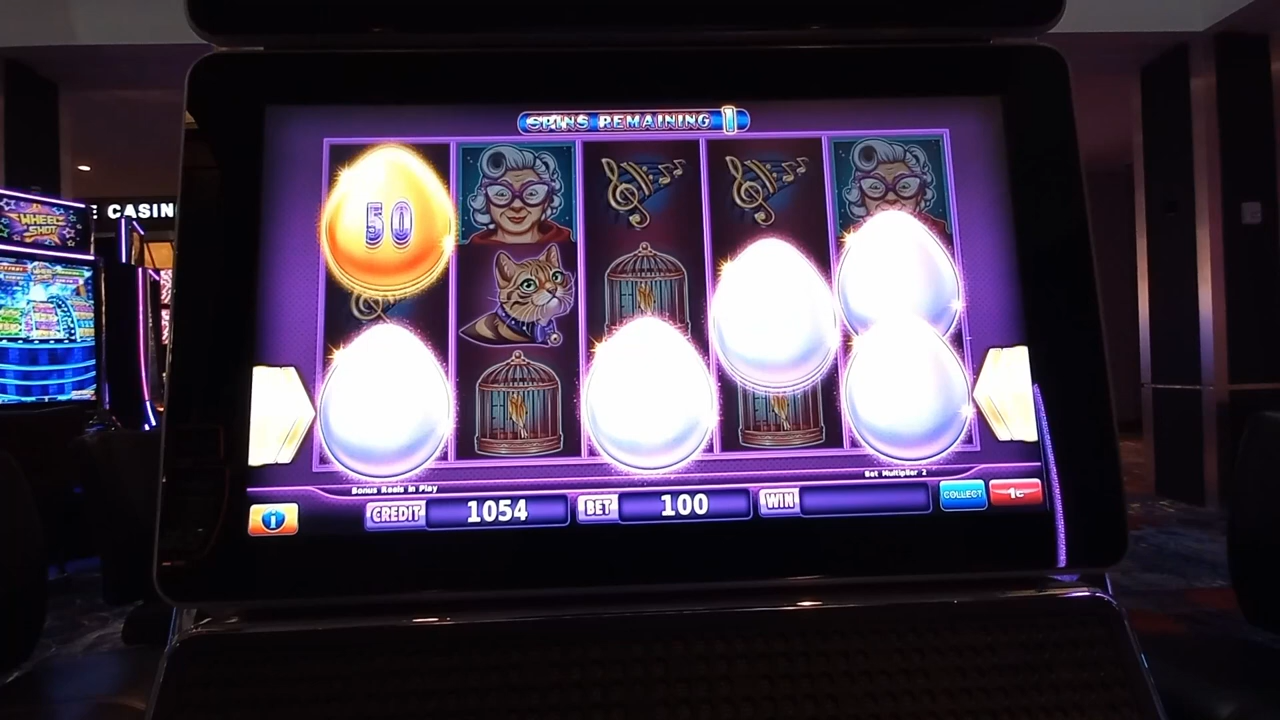 SPINS REMAINING 1
50
WHEEL
SHOT
E CASIN
Bonus Reels in Play
Bet Multiplier 2
CREDIT 1054
BET 100
WIN
COLLECT
1¢
i